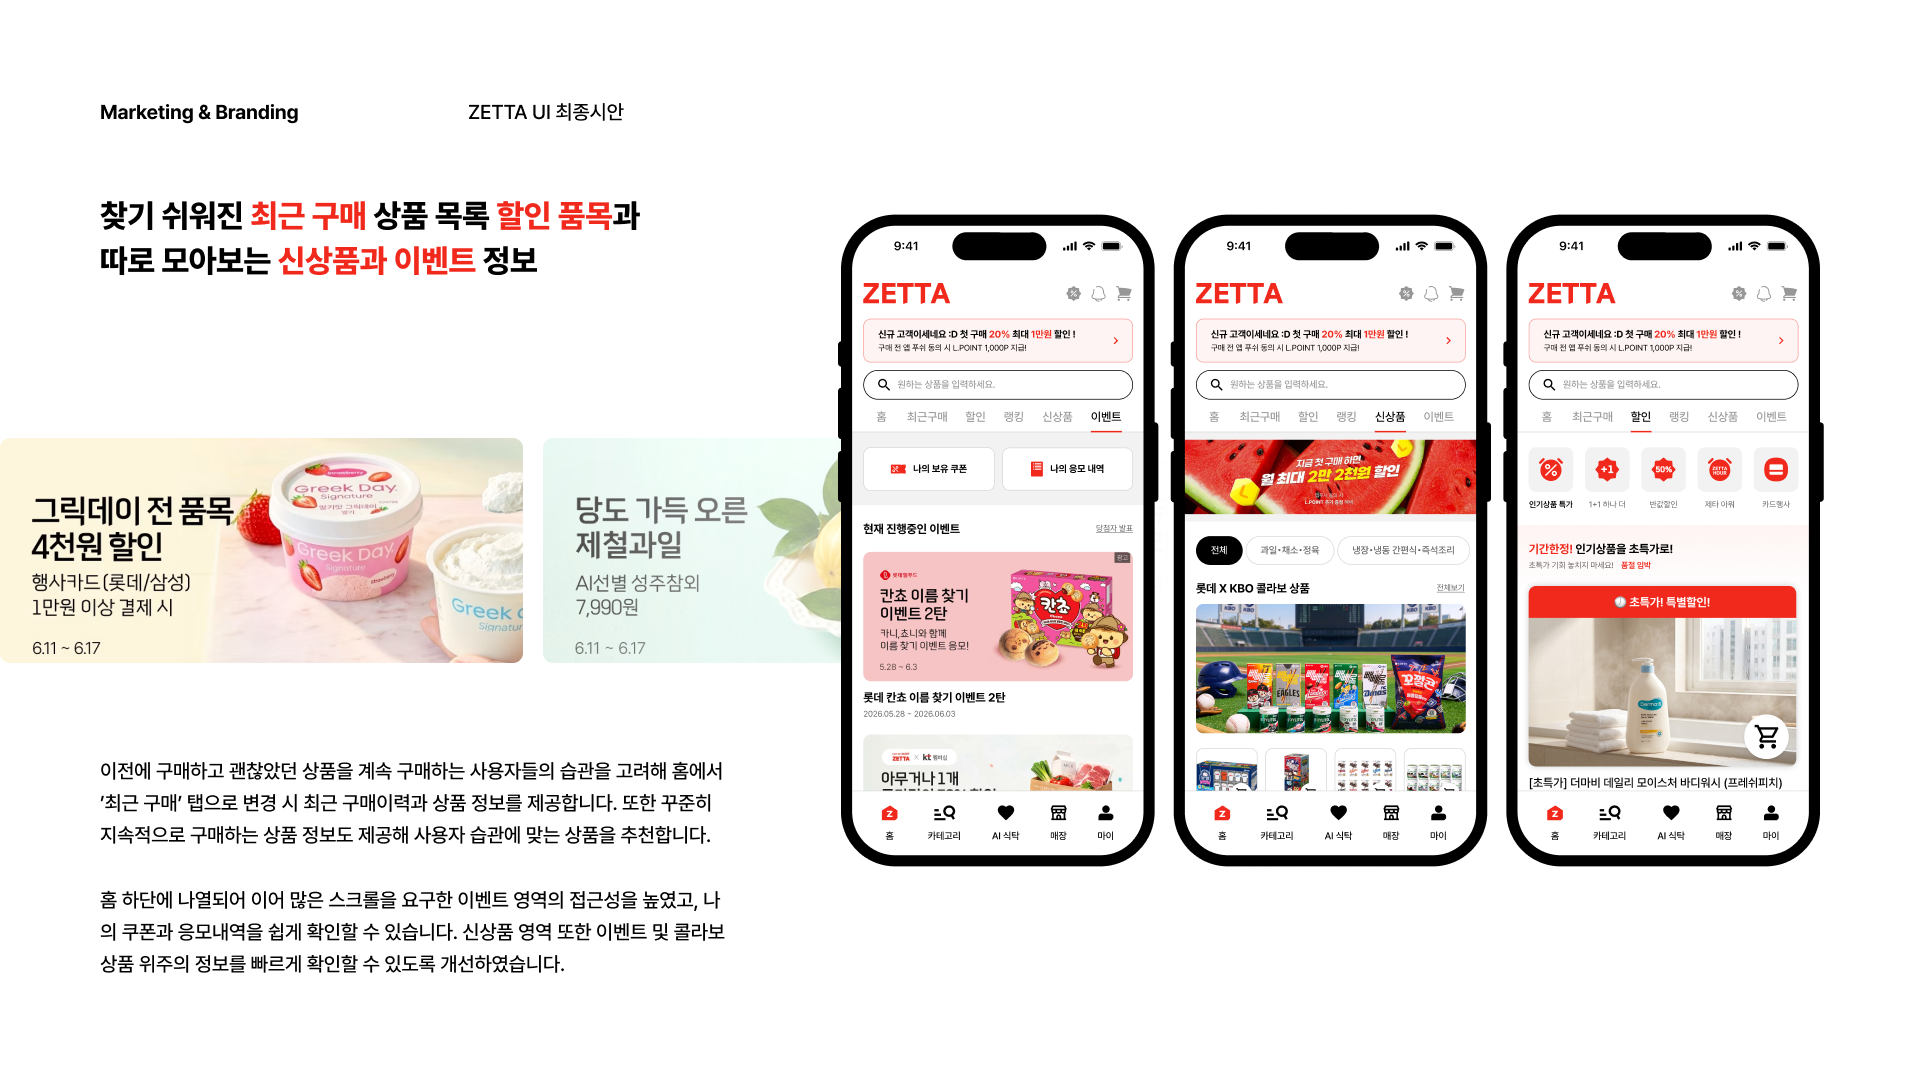 Marketing & Branding
ZETTA UI 최종시안
찾기 쉬워진 최근 구매 상품 목록 할인 품목과
따로 모아보는 신상품과 이벤트 정보
그릭데이 전 품목
4천원 할인
행사카드(롯데/삼성)
1만원 이상 결제 시
6.11 ~ 6.17
strawberry
Greek Day.
Signature
Greek Day.
Signature
strawberry
당도 가득 오른
제철과일
AI선별 성주참외
7,990원
6.11 ~ 6.17
이전에 구매하고 괜찮았던 상품을 계속 구매하는 사용자들의 습관을 고려해 홈에서
'최근 구매' 탭으로 변경 시 최근 구매이력과 상품 정보를 제공합니다. 또한 꾸준히
지속적으로 구매하는 상품 정보도 제공해 사용자 습관에 맞는 상품을 추천합니다.
홈 하단에 나열되어 이어 많은 스크롤을 요구한 이벤트 영역의 접근성을 높였고, 나
의 쿠폰과 응모내역을 쉽게 확인할 수 있습니다. 신상품 영역 또한 이벤트 및 콜라보
상품 위주의 정보를 빠르게 확인할 수 있도록 개선하였습니다.
9:41
ZETTA
신규 고객이세네요 :D 첫 구매 20% 최대 1만원 할인 !
구매 전 앱 푸쉬 동의 시 L.POINT 1,000P 지급!
원하는 상품을 입력하세요.
홈 최근구매 할인 랭킹 신상품 이벤트
나의 보유 쿠폰
나의 응모 내역
현재 진행중인 이벤트
당첨자 발표
광고
롯데웰푸드
칸쵸 이름 찾기
이벤트 2탄
카니,쵸니와 함께
이름 찾기 이벤트 응모!
5.28 ~ 6.3
칸쵸
롯데 칸쵸 이름 찾기 이벤트 2탄
2026.05.28 ~ 2026.06.03
ZETTA × kt 멤버십
아무거나 1개
홈 카테고리 AI 식탁 매장 마이
9:41
ZETTA
신규 고객이세네요 :D 첫 구매 20% 최대 1만원 할인 !
구매 전 앱 푸쉬 동의 시 L.POINT 1,000P 지급!
원하는 상품을 입력하세요.
홈 최근구매 할인 랭킹 신상품 이벤트
지금 첫 구매 하면
월 최대 2만 2천원 할인
전체
과일•채소•정육
냉장•냉동 간편식•즉석조리
롯데 X KBO 콜라보 상품
전체보기
KBO
EAGLES
꼬깔콘
홈 카테고리 AI 식탁 매장 마이
9:41
ZETTA
신규 고객이세네요 :D 첫 구매 20% 최대 1만원 할인 !
구매 전 앱 푸쉬 동의 시 L.POINT 1,000P 지급!
원하는 상품을 입력하세요.
홈 최근구매 할인 랭킹 신상품 이벤트
+1
50%
ZETTA
HOUR
인기상품 특가 1+1 하나 더 반값할인 제타 아워 카드행사
기간한정! 인기상품을 초특가로!
초특가 기회 놓치지 마세요! 품절 임박
초특가! 특별할인!
[초특가] 더마비 데일리 모이스처 바디워시 (프레쉬피치)
홈 카테고리 AI 식탁 매장 마이